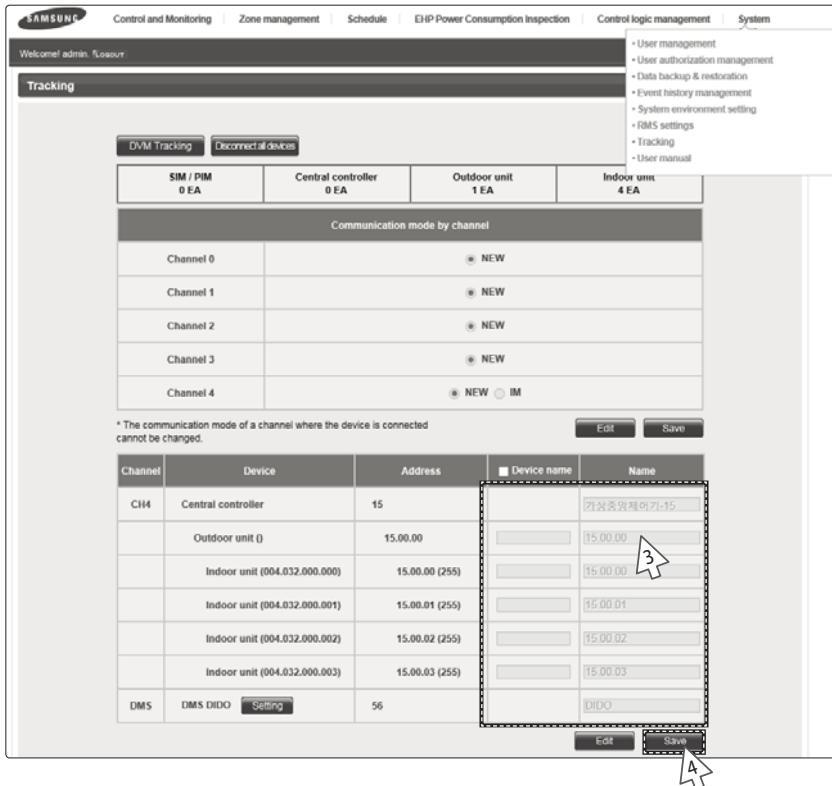 SAMSUNG
Control and Monitoring
Zone management
Schedule
EHP Power Consumption Inspection
Control logic management
System
Welcome! admin. Logout
• User management
• User authorization management
• Data backup & restoration
• Event history management
• System environment setting
• RMS settings
• Tracking
• User manual
Tracking
DVM Tracking
Disconnect all devices
SIM / PIM
0 EA
Central controller
0 EA
Outdoor unit
1 EA
Indoor unit
4 EA
Communication mode by channel
Channel 0 NEW
Channel 1 NEW
Channel 2 NEW
Channel 3 NEW
Channel 4 NEW IM
* The communication mode of a channel where the device is connected
cannot be changed.
Edit Save
Channel Device Address Device name Name
CH4 Central controller 15 가상중앙제어기-15
Outdoor unit () 15.00.00 15.00.00
3
Indoor unit (004.032.000.000) 15.00.00 (255) 15.00.00
Indoor unit (004.032.000.001) 15.00.01 (255) 15.00.01
Indoor unit (004.032.000.002) 15.00.02 (255) 15.00.02
Indoor unit (004.032.000.003) 15.00.03 (255) 15.00.03
DMS DMS DIDO Setting 56 DIDO
Edit Save
4